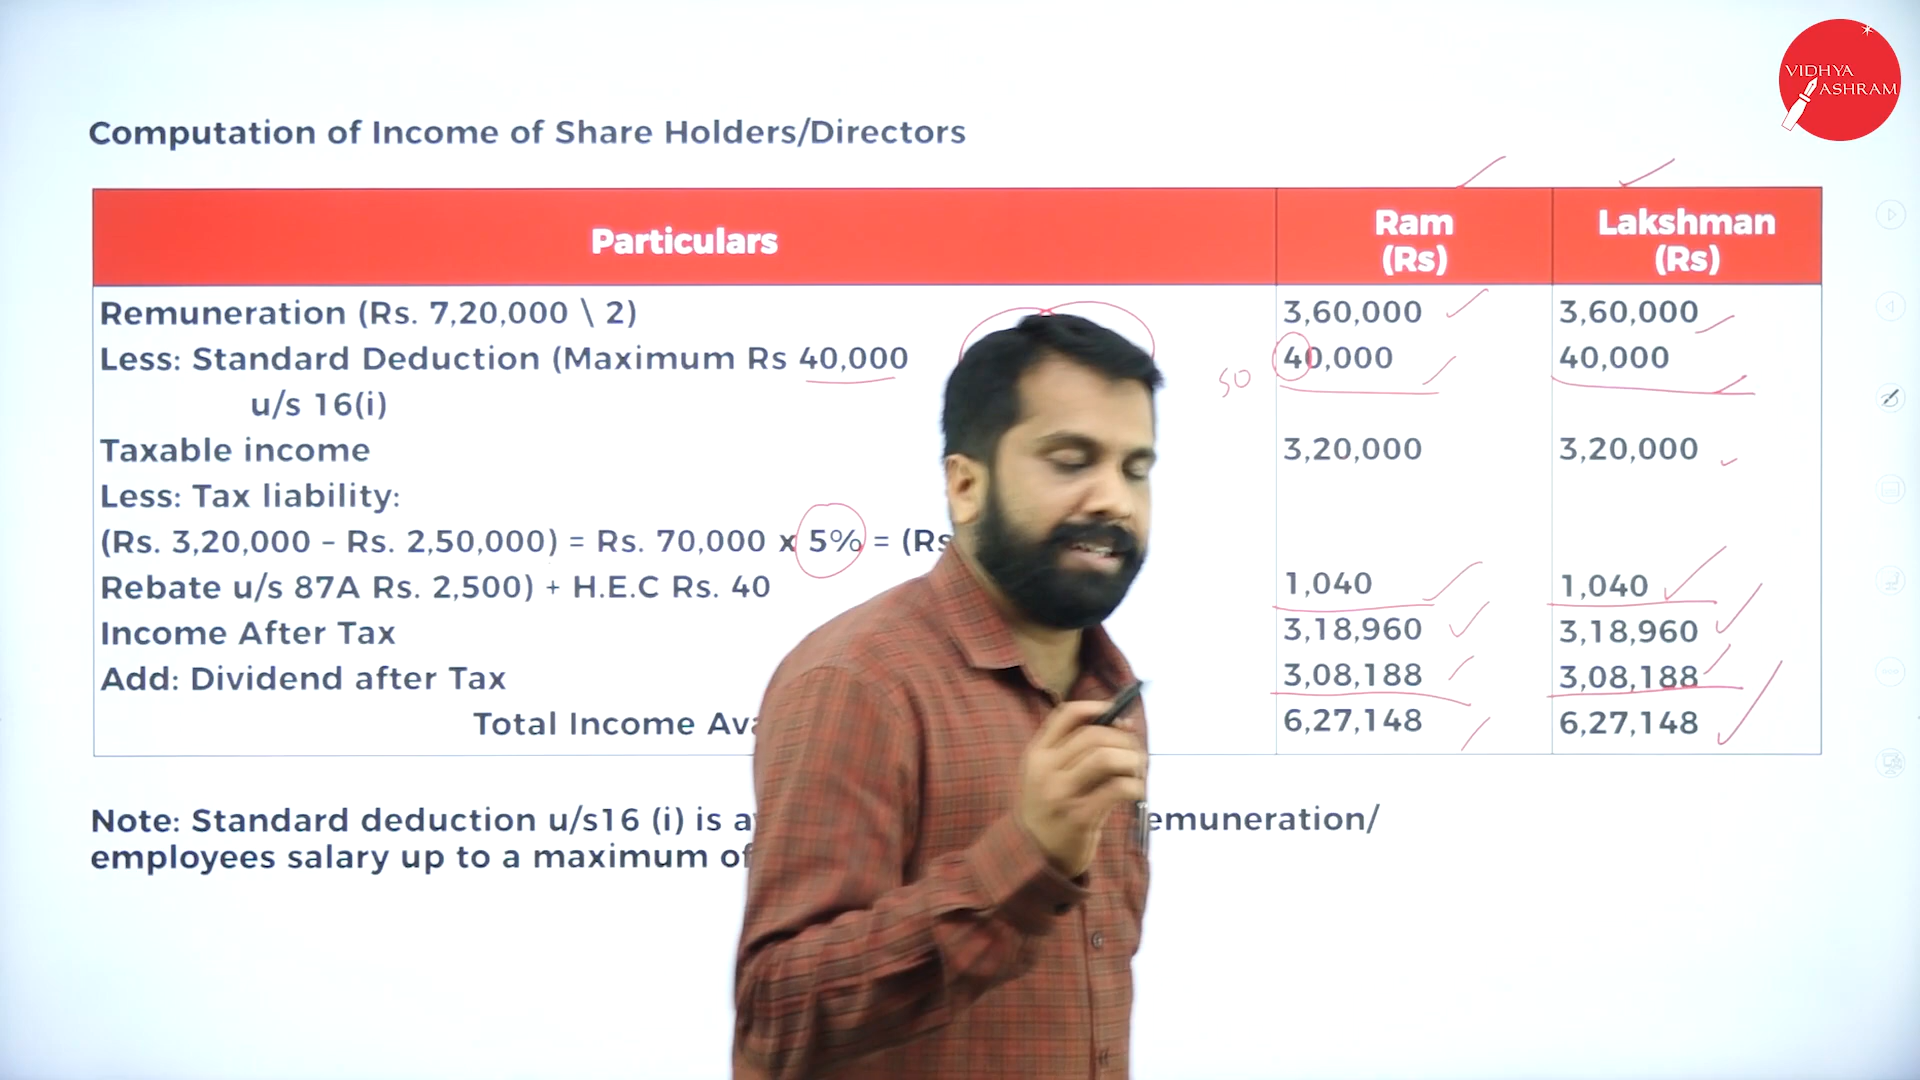 VIDHYA
ASHRAM
Computation of Income of Share Holders/Directors
Particulars
Ram
(Rs)
Lakshman
(Rs)
Remuneration (Rs. 7,20,000 \ 2) 3,60,000 3,60,000
Less: Standard Deduction (Maximum Rs 40,000 40,000 40,000
50
u/s 16(i)
Taxable income 3,20,000 3,20,000
Less: Tax liability:
(Rs. 3,20,000 – Rs. 2,50,000) = Rs. 70,000 x 5% = (Rs
Rebate u/s 87A Rs. 2,500) + H.E.C Rs. 40 1,040 1,040
Income After Tax 3,18,960 3,18,960
Add: Dividend after Tax 3,08,188 3,08,188
Total Income 6,27,148 6,27,148
Note: Standard deduction u/s16 (i) is
employees salary up to a maximum of